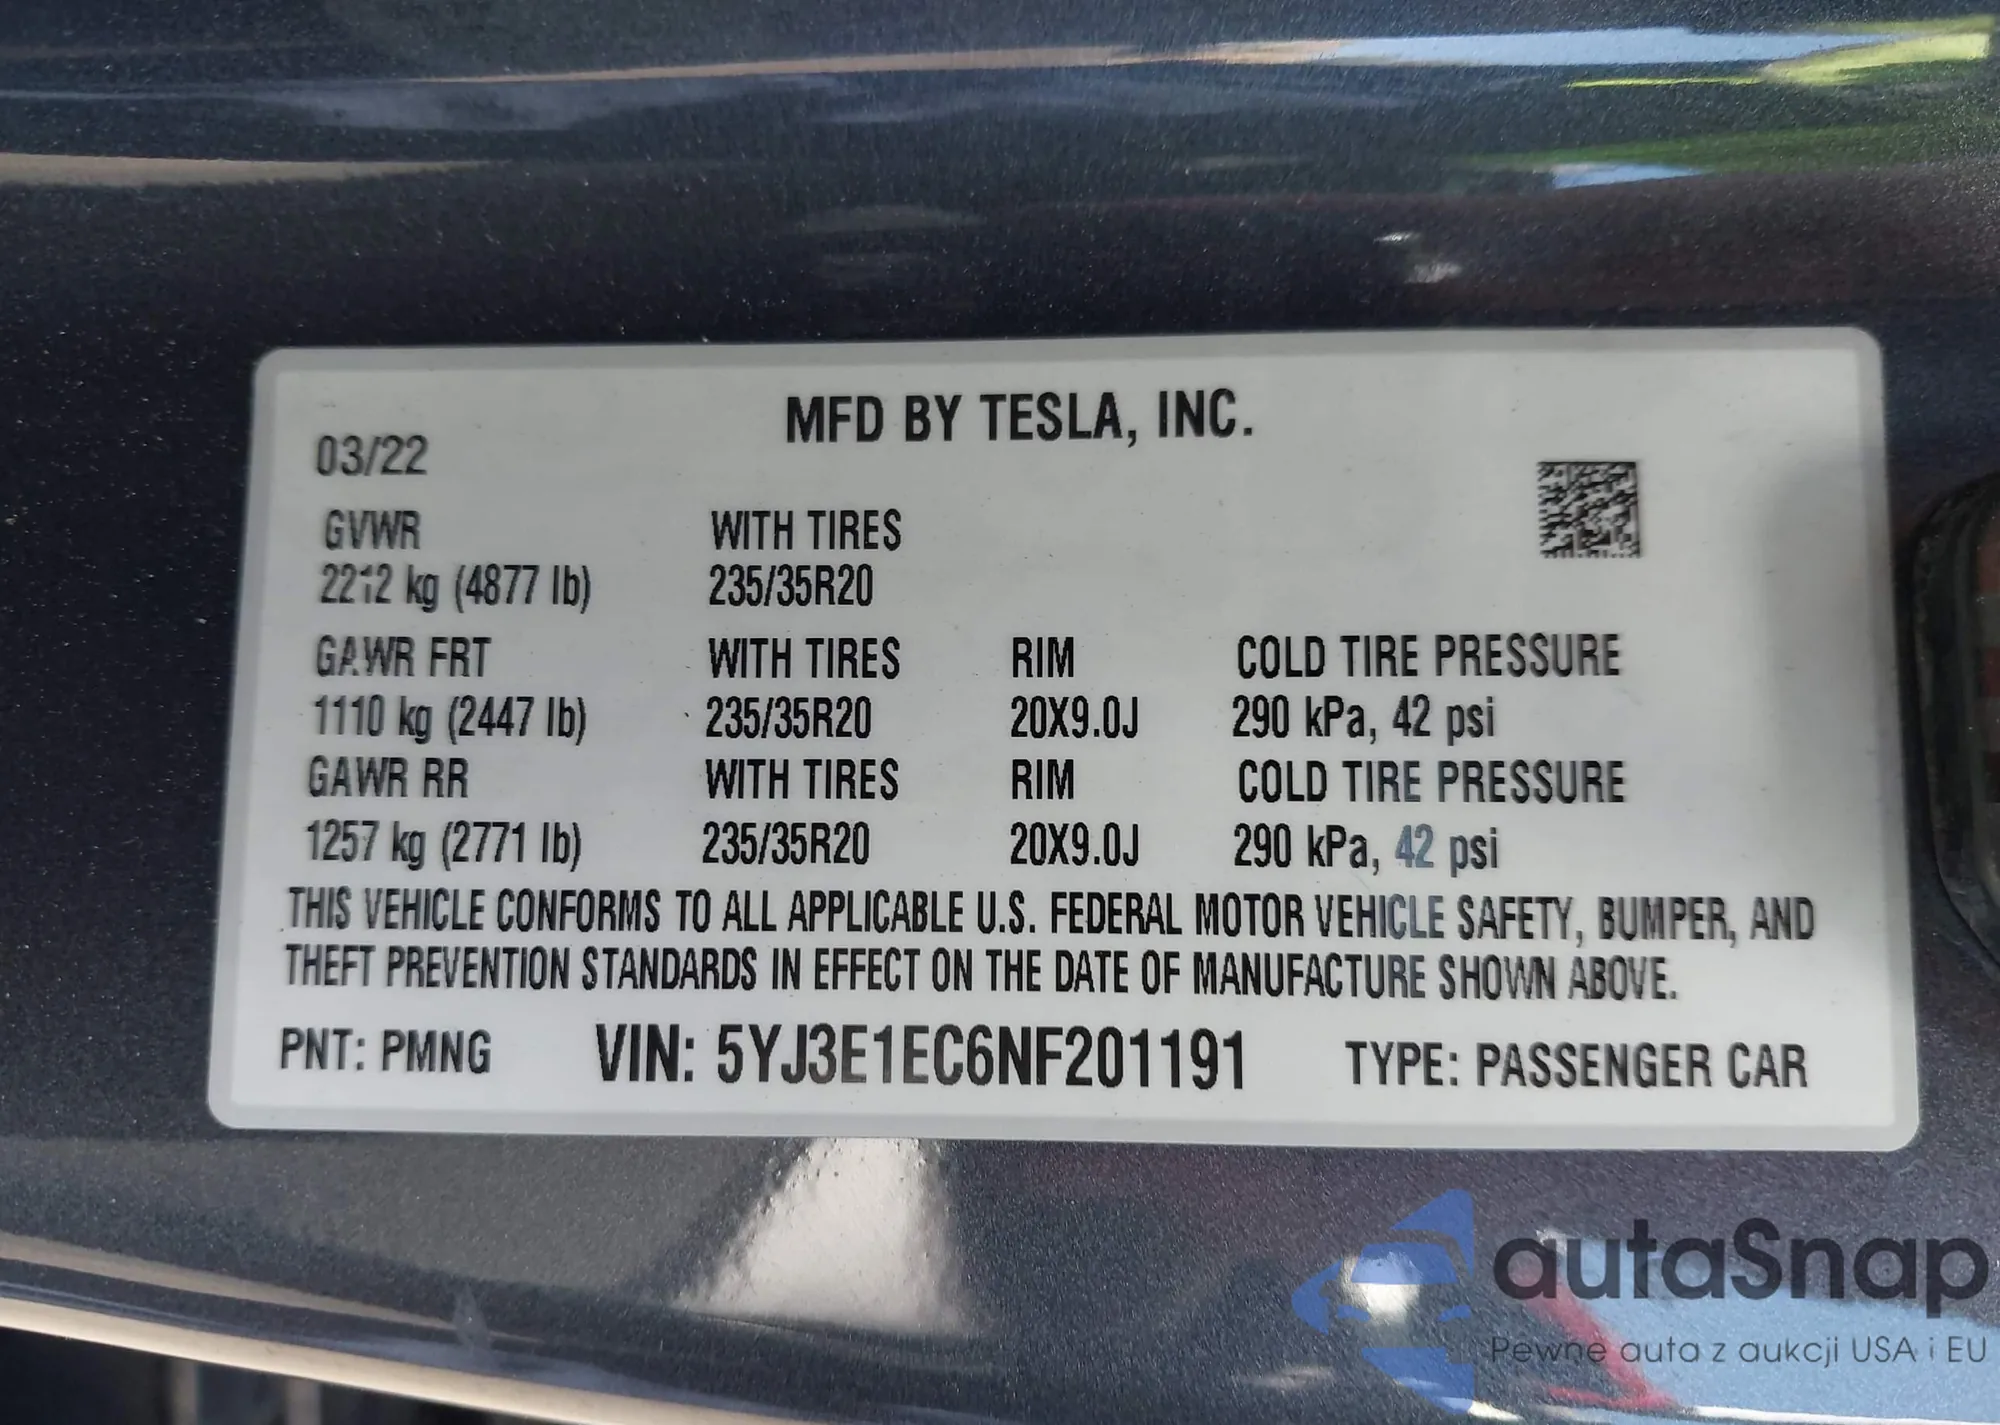 MFD BY TESLA, INC.
03/22
GVWR WITH TIRES
2212 kg (4877 lb) 235/35R20
GAWR FRT WITH TIRES RIM COLD TIRE PRESSURE
1110 kg (2447 lb) 235/35R20 20X9.0J 290 kPa, 42 psi
GAWR RR WITH TIRES RIM COLD TIRE PRESSURE
1257 kg (2771 lb) 235/35R20 20X9.0J 290 kPa, 42 psi
THIS VEHICLE CONFORMS TO ALL APPLICABLE U.S. FEDERAL MOTOR VEHICLE SAFETY, BUMPER, AND
THEFT PREVENTION STANDARDS IN EFFECT ON THE DATE OF MANUFACTURE SHOWN ABOVE.
PNT: PMNG VIN: 5YJ3E1EC6NF201191 TYPE: PASSENGER CAR
autaSnap
Pewne auta z aukcji USA i EU